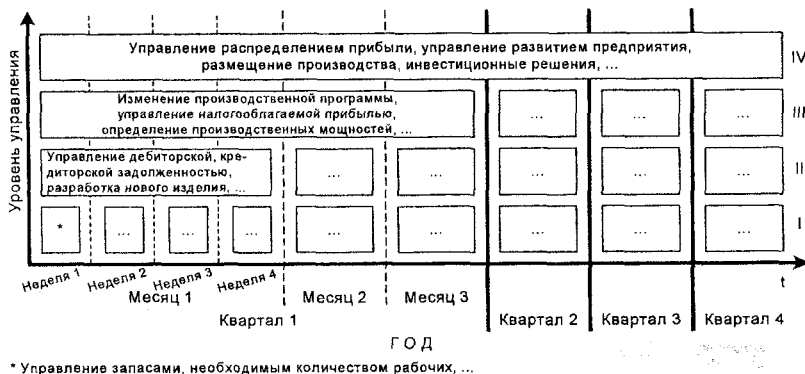 Уровень управления
Управление распределением прибыли, управление развитием предприятия,
размещение производства, инвестиционные решения, ...
IV
Изменение производственной программы,
управление налогооблагаемой прибылью,
определение производственных мощностей, ...
...
...
...
III
Управление дебиторской, кре-
диторской задолженностью,
разработка нового изделия, ...
...
...
...
...
...
II
*
...
...
...
...
...
...
...
...
I
Неделя 1
Неделя 2
Неделя 3
Неделя 4
t
Месяц 1
Месяц 2
Месяц 3
Квартал 1
Квартал 2
Квартал 3
Квартал 4
ГОД
* Управление запасами, необходимым количеством рабочих, ...